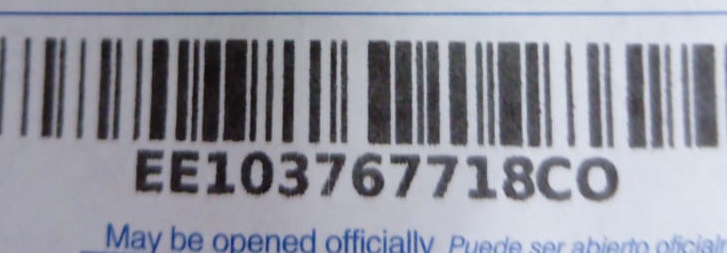 EE103767718CO
May be opened officially Puede ser abierto